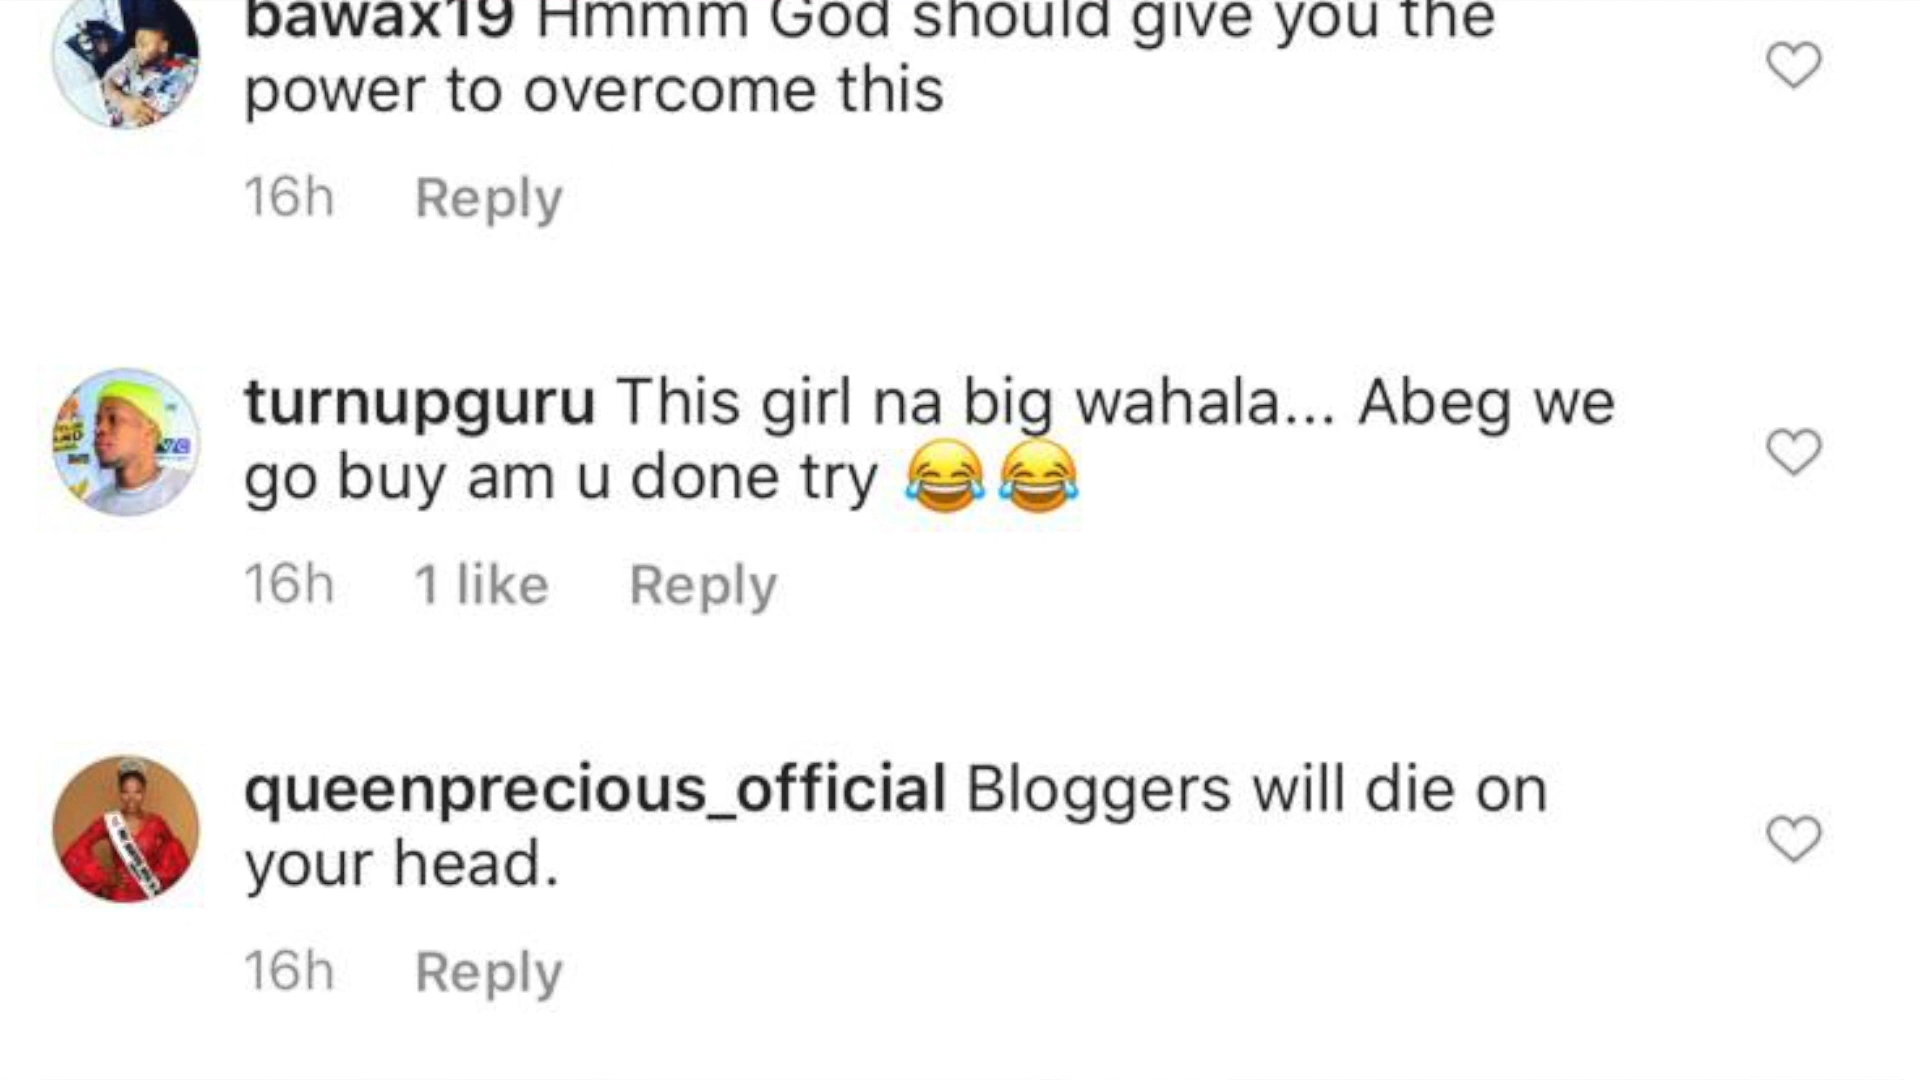 bawax19 Hmmm God should give you the
power to overcome this
16h Reply
turnupguru This girl na big wahala... Abeg we
go buy am u done try 😂😂
16h 1 like Reply
queenprecious_official Bloggers will die on
your head.
16h Reply